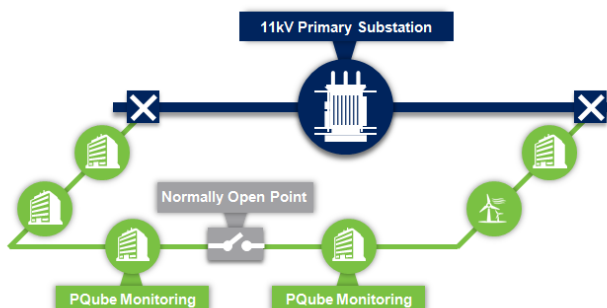 11kV Primary Substation
Normally Open Point
PQube Monitoring
PQube Monitoring